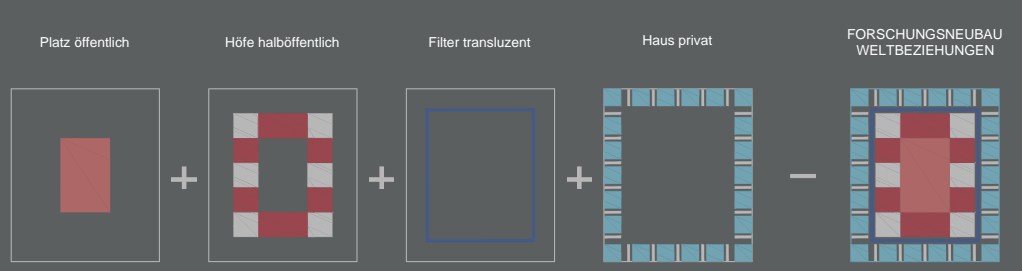 Platz öffentlich
Höfe halböffentlich
Filter transluzent
Haus privat
FORSCHUNGSNEUBAU
WELTBEZIEHUNGEN